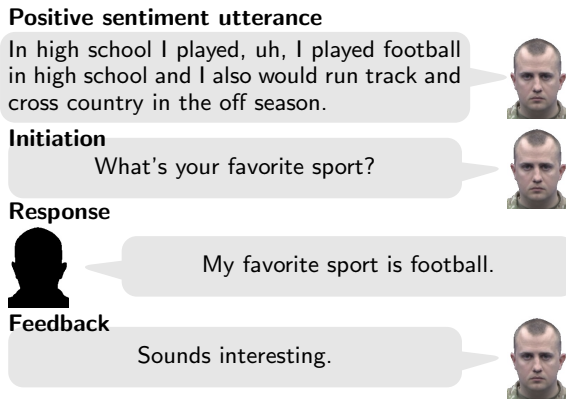 Positive sentiment utterance
In high school I played, uh, I played football
in high school and I also would run track and
cross country in the off season.
Initiation
What's your favorite sport?
Response
My favorite sport is football.
Feedback
Sounds interesting.